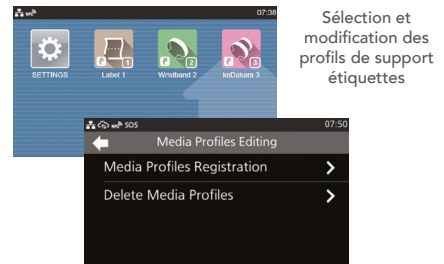 07:38
Sélection et
modification des
profils de support
étiquettes
1
2
3
SETTINGS
Label 1
Wristband 2
koDakara 3
SOS
07:50
Media Profiles Editing
Media Profiles Registration
Delete Media Profiles